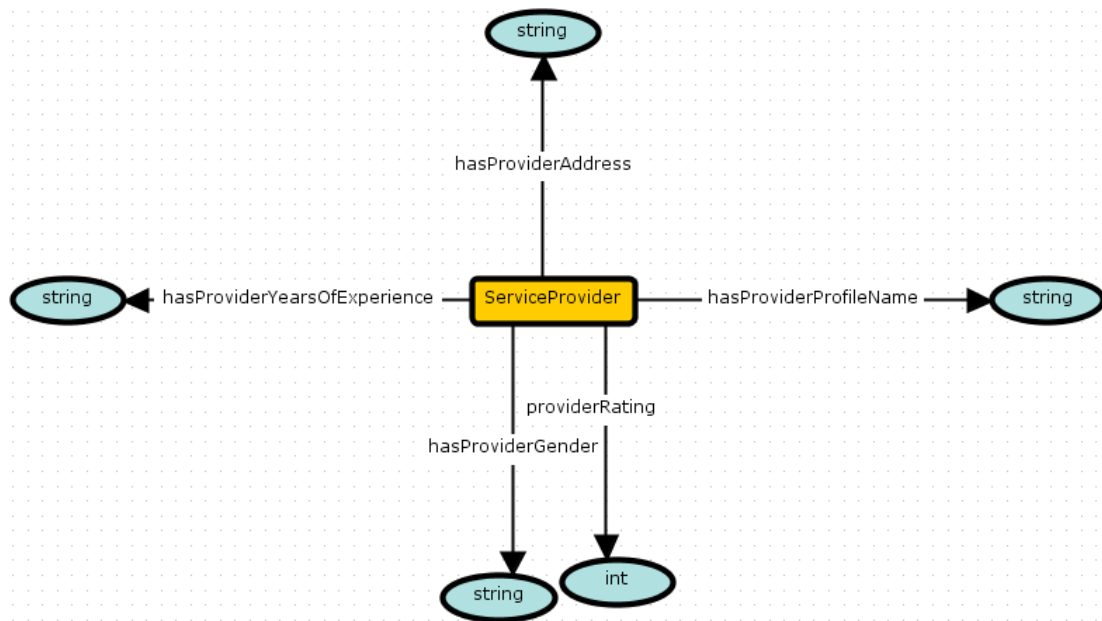 string
hasProviderAddress
string
hasProviderYearsOfExperience
ServiceProvider
hasProviderProfileName
string
providerRating
hasProviderGender
string
int